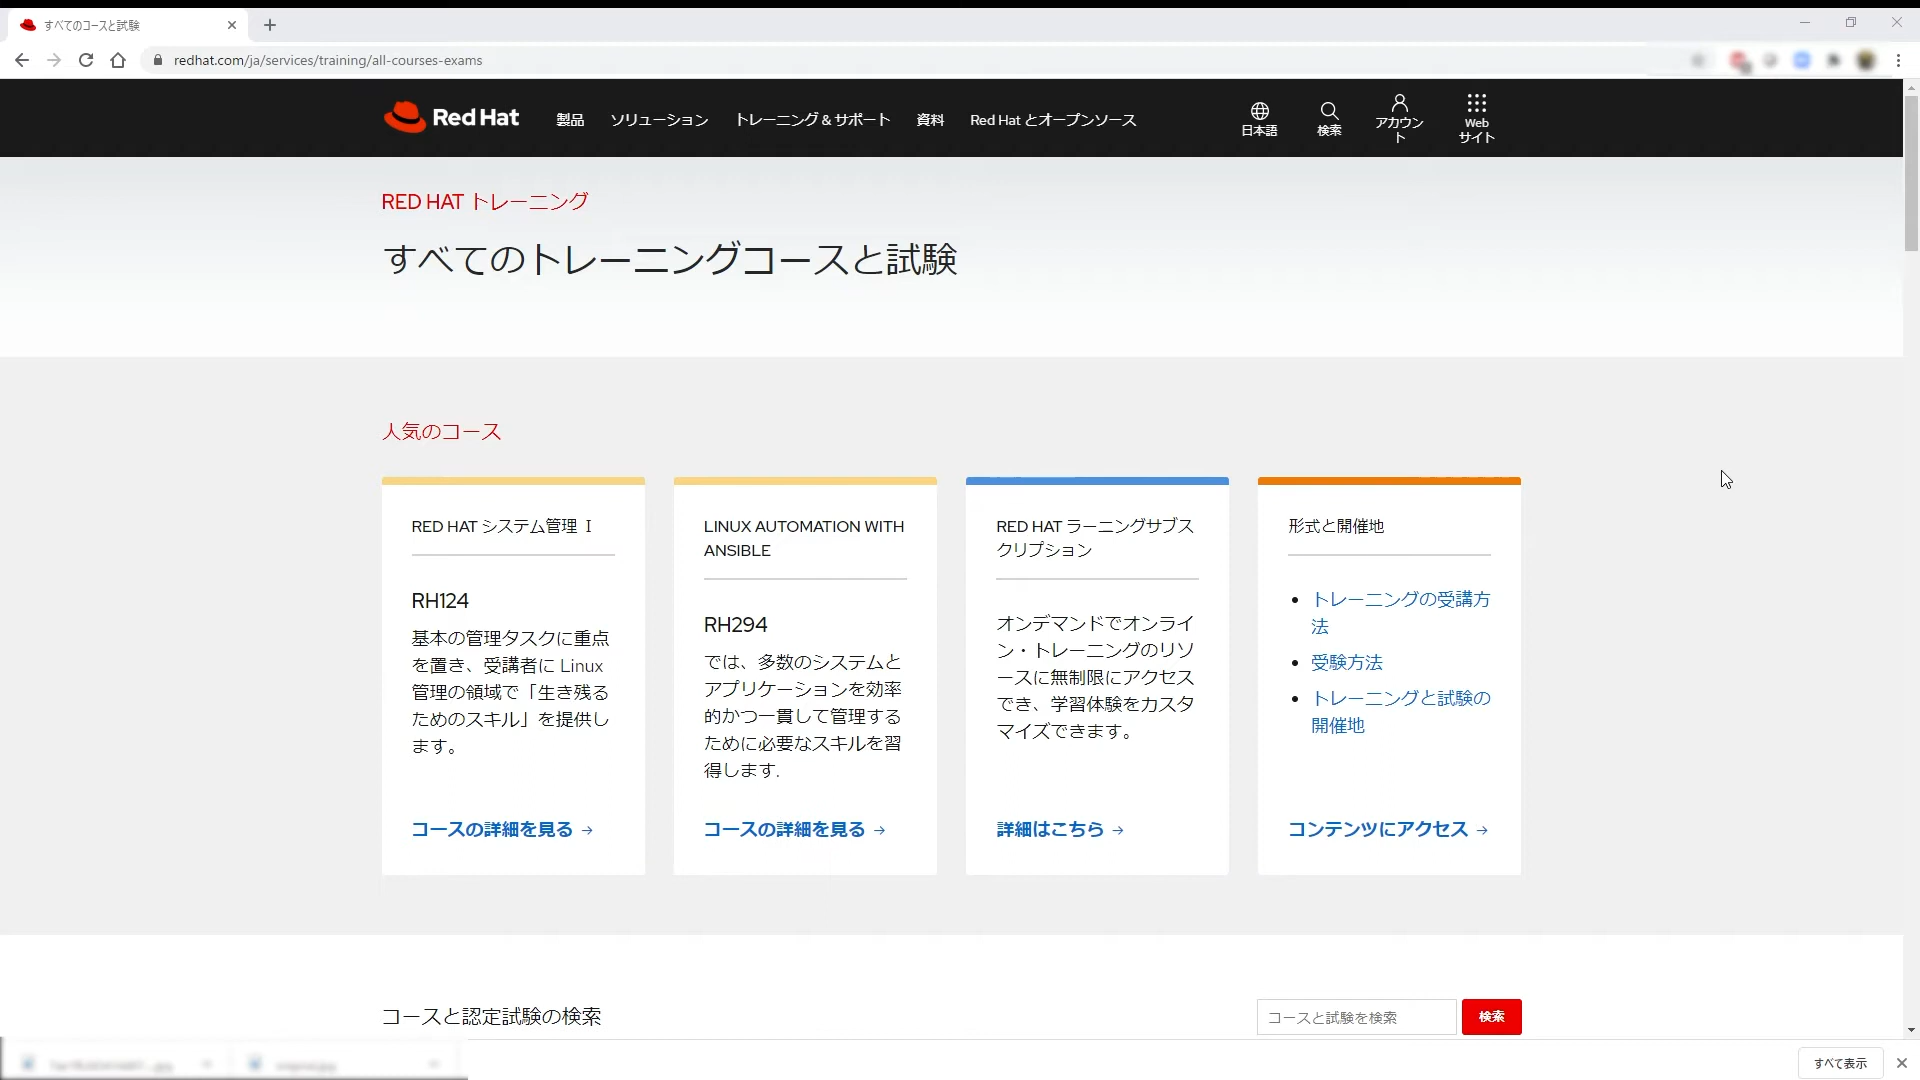 すべてのコースと試験
redhat.com/ja/services/training/all-courses-exams
Red Hat
製品 ソリューション トレーニング & サポート 資料 Red Hat とオープンソース
日本語
検索
アカウン
ト
Web
サイト
RED HAT トレーニング
すべてのトレーニングコースと試験
人気のコース
RED HAT システム管理 I
RH124
基本の管理タスクに重点
を置き、受講者に Linux
管理の領域で「生き残る
ためのスキル」を提供し
ます。
コースの詳細を見る →
LINUX AUTOMATION WITH
ANSIBLE
RH294
では、多数のシステムと
アプリケーションを効率
的かつ一貫して管理する
ために必要なスキルを習
得します.
コースの詳細を見る →
RED HAT ラーニングサブス
クリプション
オンデマンドでオンライ
ン・トレーニングのリソ
ースに無制限にアクセス
でき、学習体験をカスタ
マイズできます。
詳細はこちら →
形式と開催地
トレーニングの受講方
法
受験方法
トレーニングと試験の
開催地
コンテンツにアクセス →
コースと認定試験の検索
コースと試験を検索
検索
すべて表示